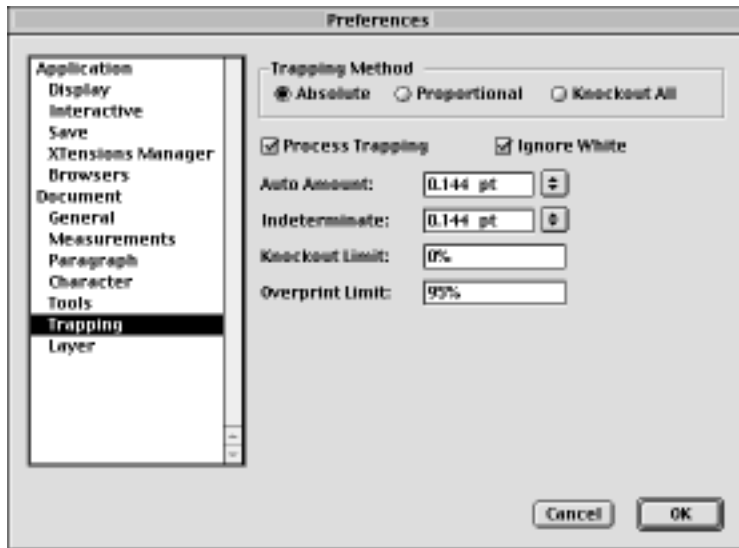 Preferences
Application
Display
Interactive
Save
XTensions Manager
Browsers
Document
General
Measurements
Paragraph
Character
Tools
Trapping
Layer
Trapping Method
Absolute Proportional Knockout All
Process Trapping Ignore White
Auto Amount: 0.144 pt
Indeterminate: 0.144 pt
Knockout Limit: 0%
Overprint Limit: 95%
Cancel OK